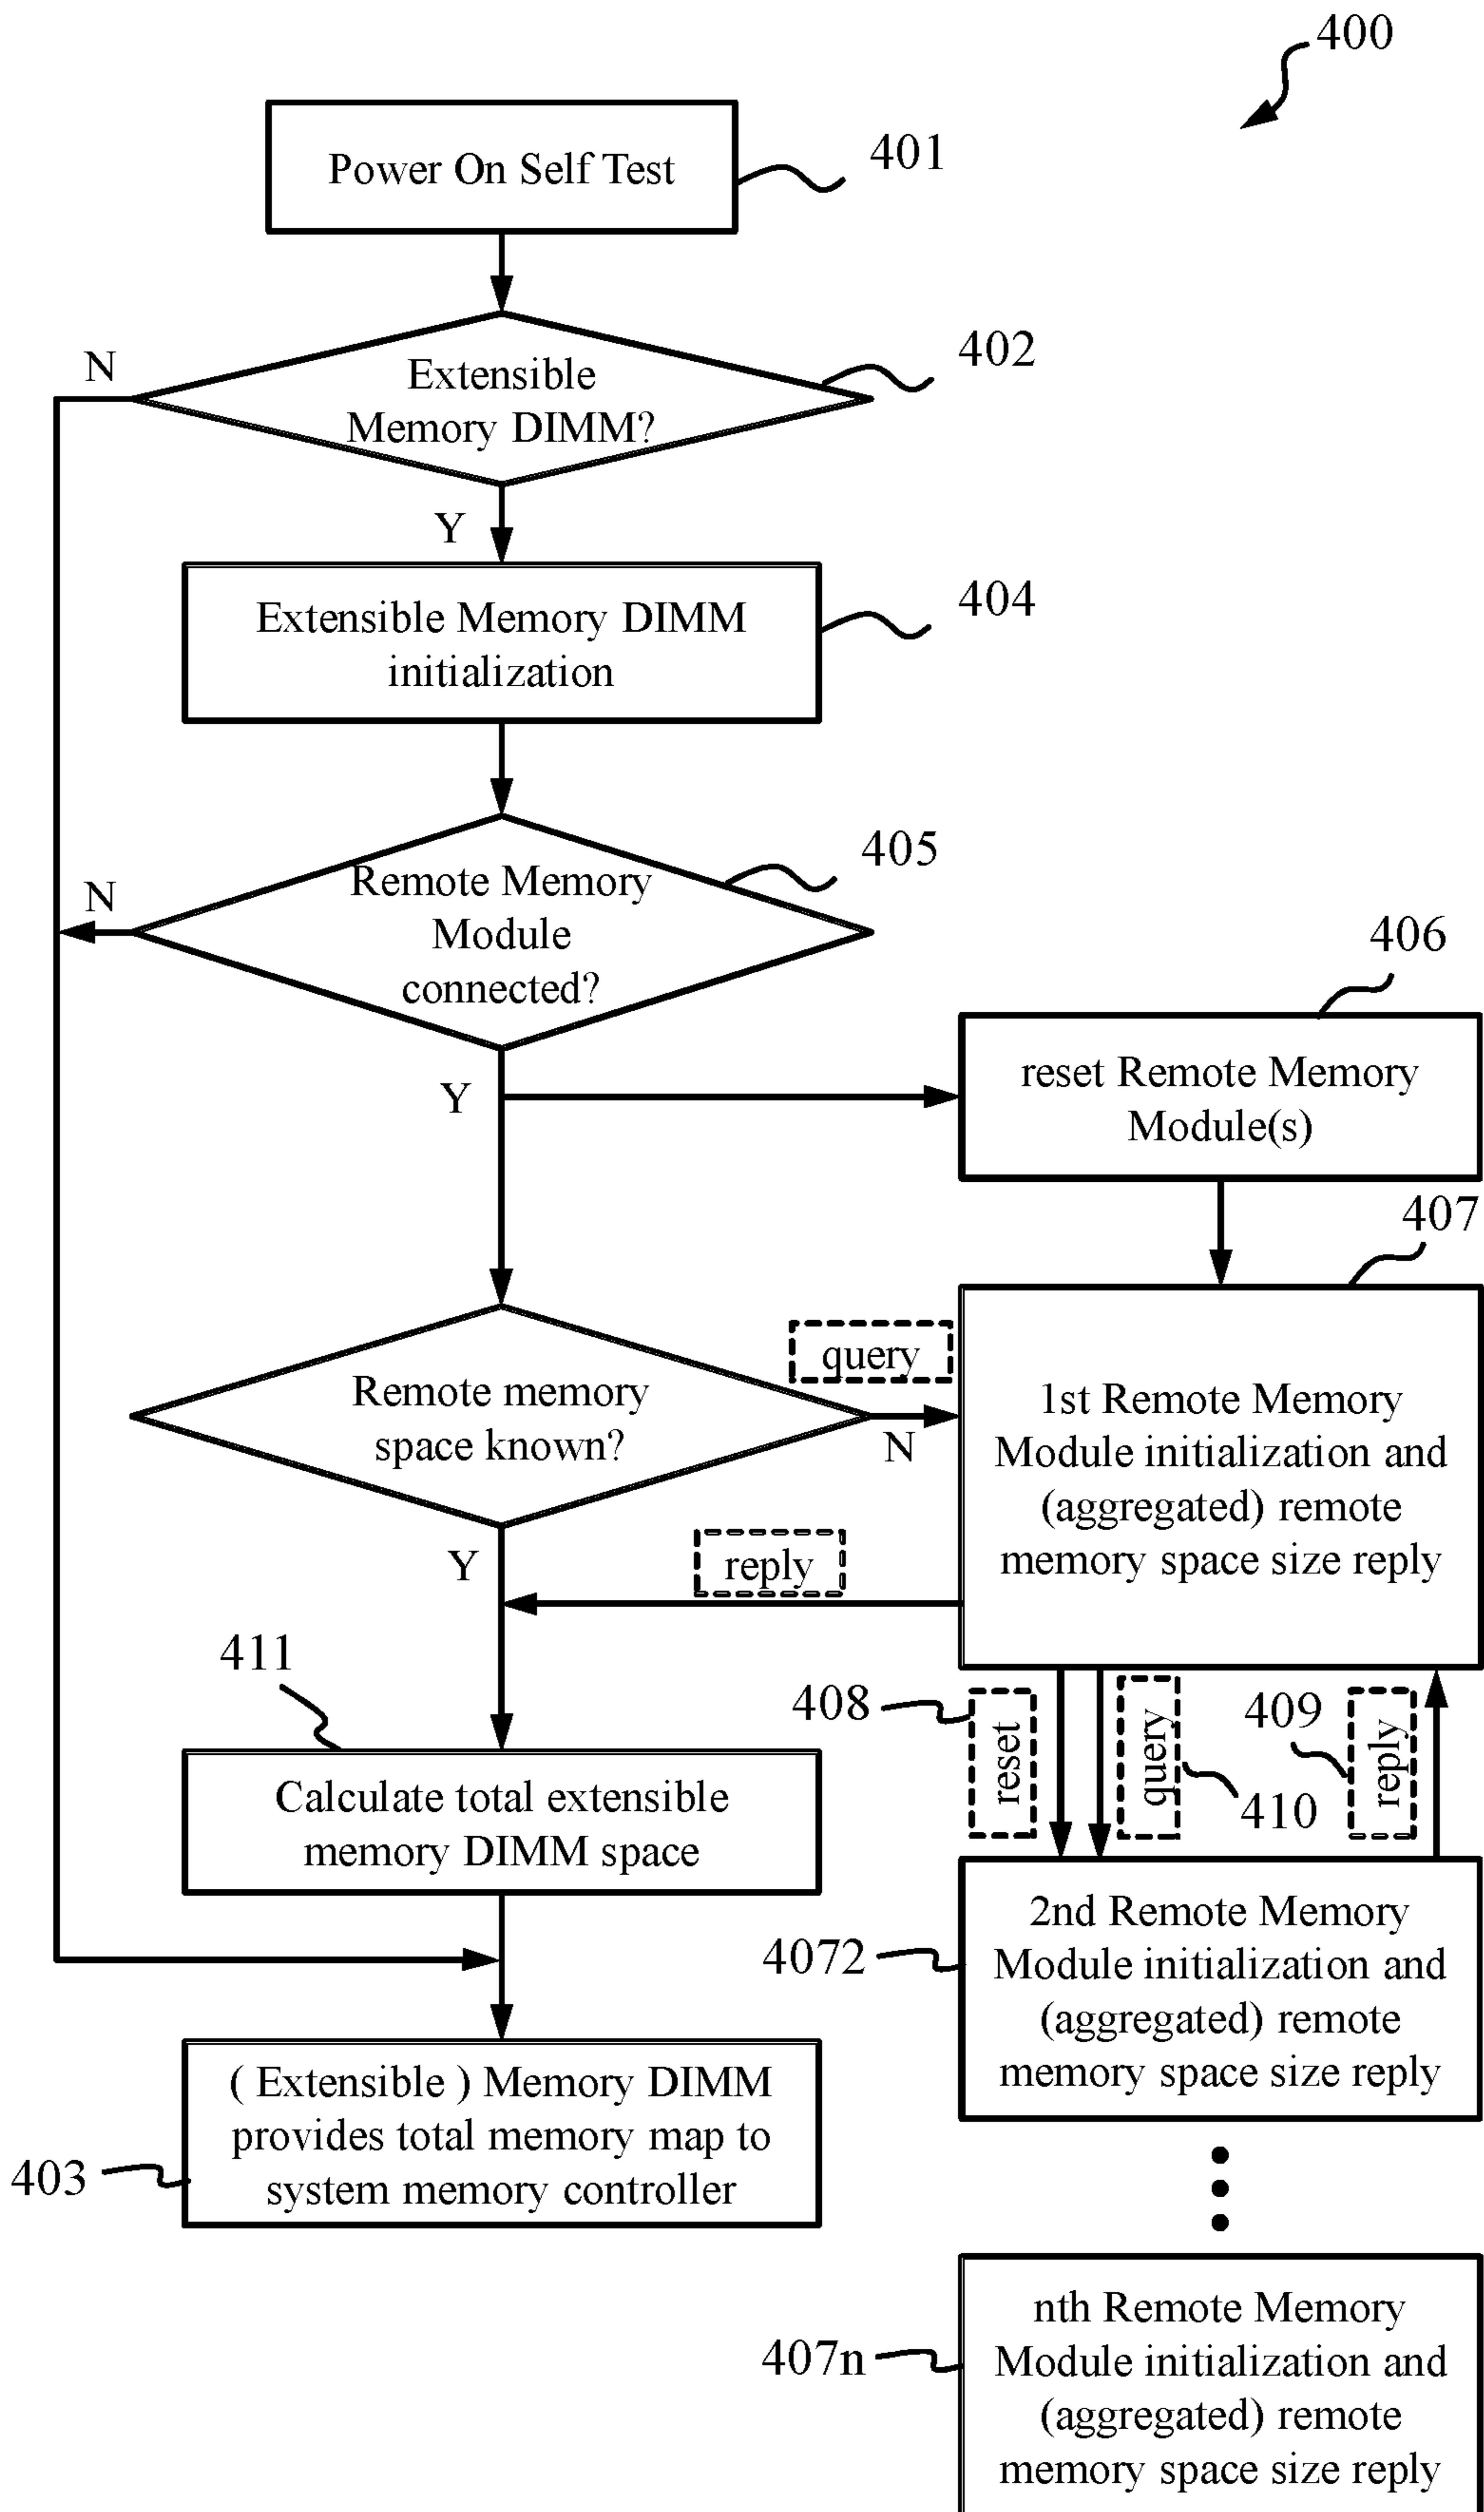 400
Power On Self Test
401
N
402
Extensible
Memory DIMM?
Y
404
Extensible Memory DIMM
initialization
405
N
Remote Memory
Module
connected?
406
Y
reset Remote Memory
Module(s)
407
query
Remote memory
space known?
N
1st Remote Memory
Module initialization and
(aggregated) remote
memory space size reply
Y
reply
411
408
reset
query
410
409
reply
Calculate total extensible
memory DIMM space
4072
2nd Remote Memory
Module initialization and
(aggregated) remote
memory space size reply
403
( Extensible ) Memory DIMM
provides total memory map to
system memory controller
407n
nth Remote Memory
Module initialization and
(aggregated) remote
memory space size reply